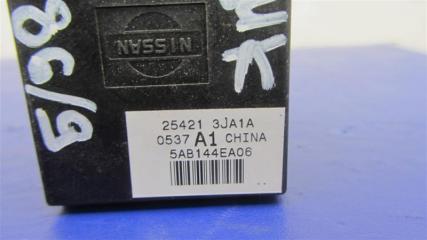 NISSAN
25421 3JA1A
0537 A1 CHINA
5AB144EA06